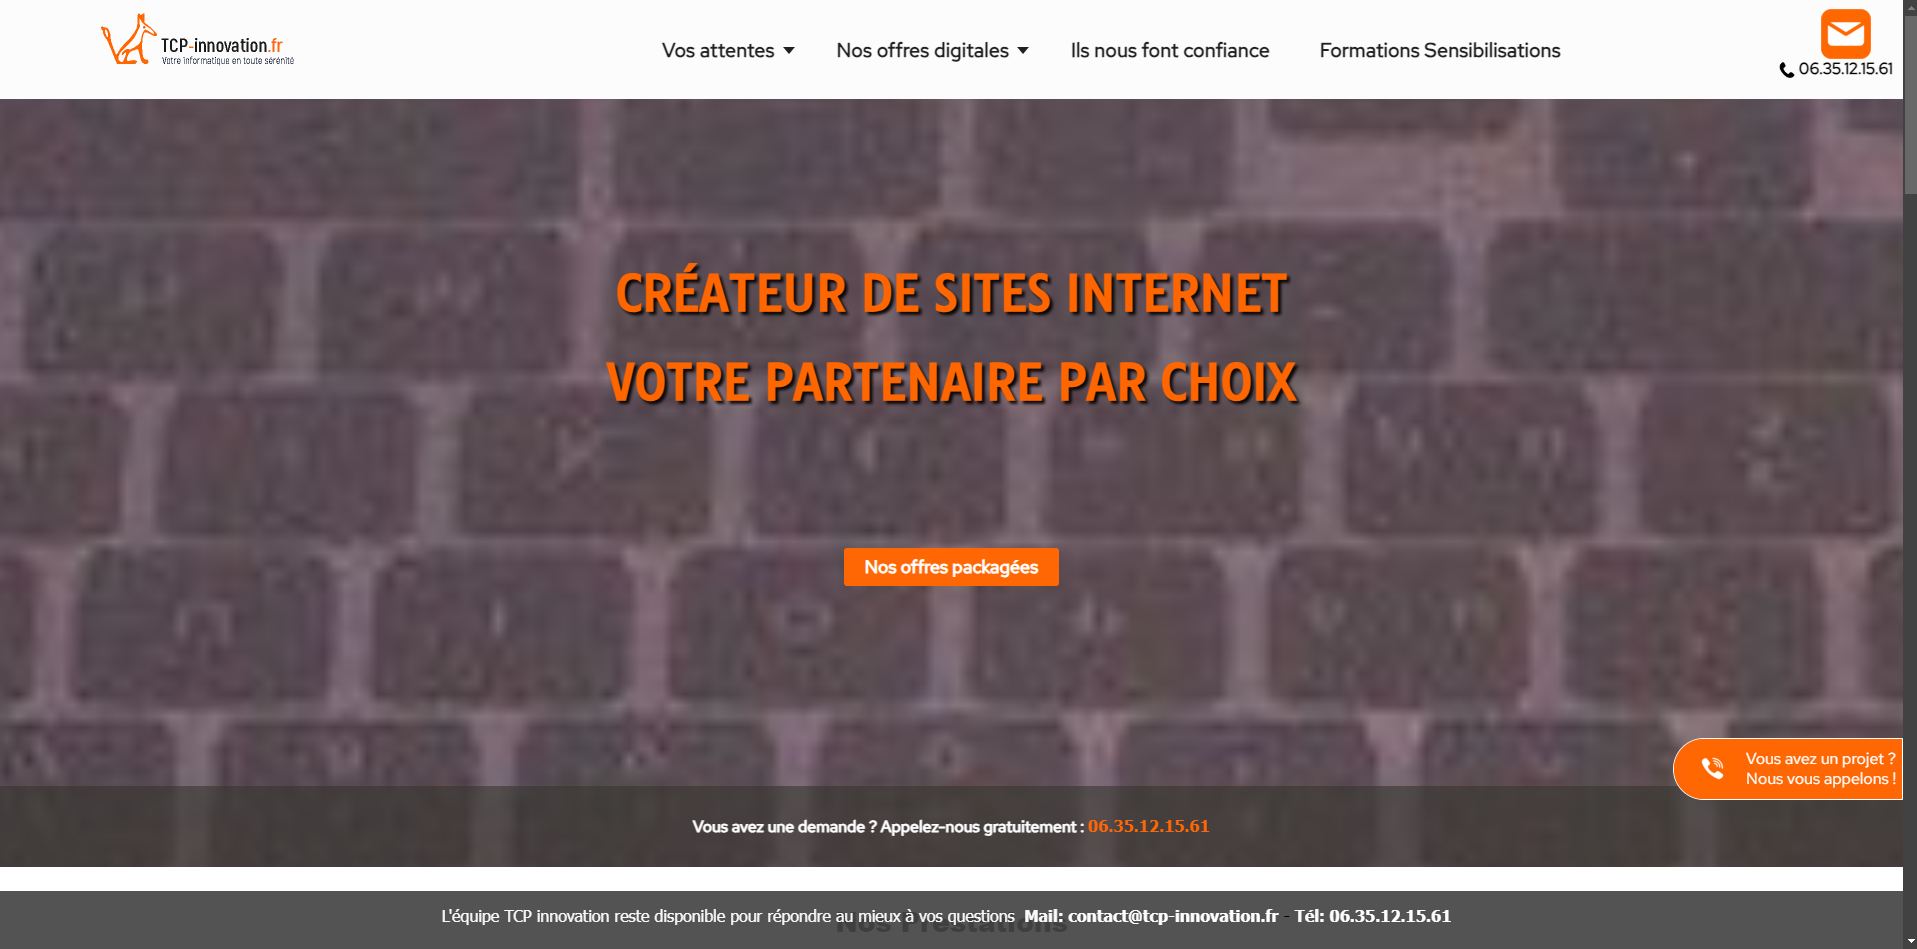 TCP-innovation.fr
Votre informatique en toute sérénité
Vos attentes
Nos offres digitales
Ils nous font confiance
Formations Sensibilisations
06.35.12.15.61
CRÉATEUR DE SITES INTERNET
VOTRE PARTENAIRE PAR CHOIX
Nos offres packagées
Vous avez un projet ?
Nous vous appelons !
Vous avez une demande ? Appelez-nous gratuitement : 06.35.12.15.61
L'équipe TCP innovation reste disponible pour répondre au mieux à vos questions Mail: contact@tcp-innovation.fr - Tél: 06.35.12.15.61
Nos Prestations